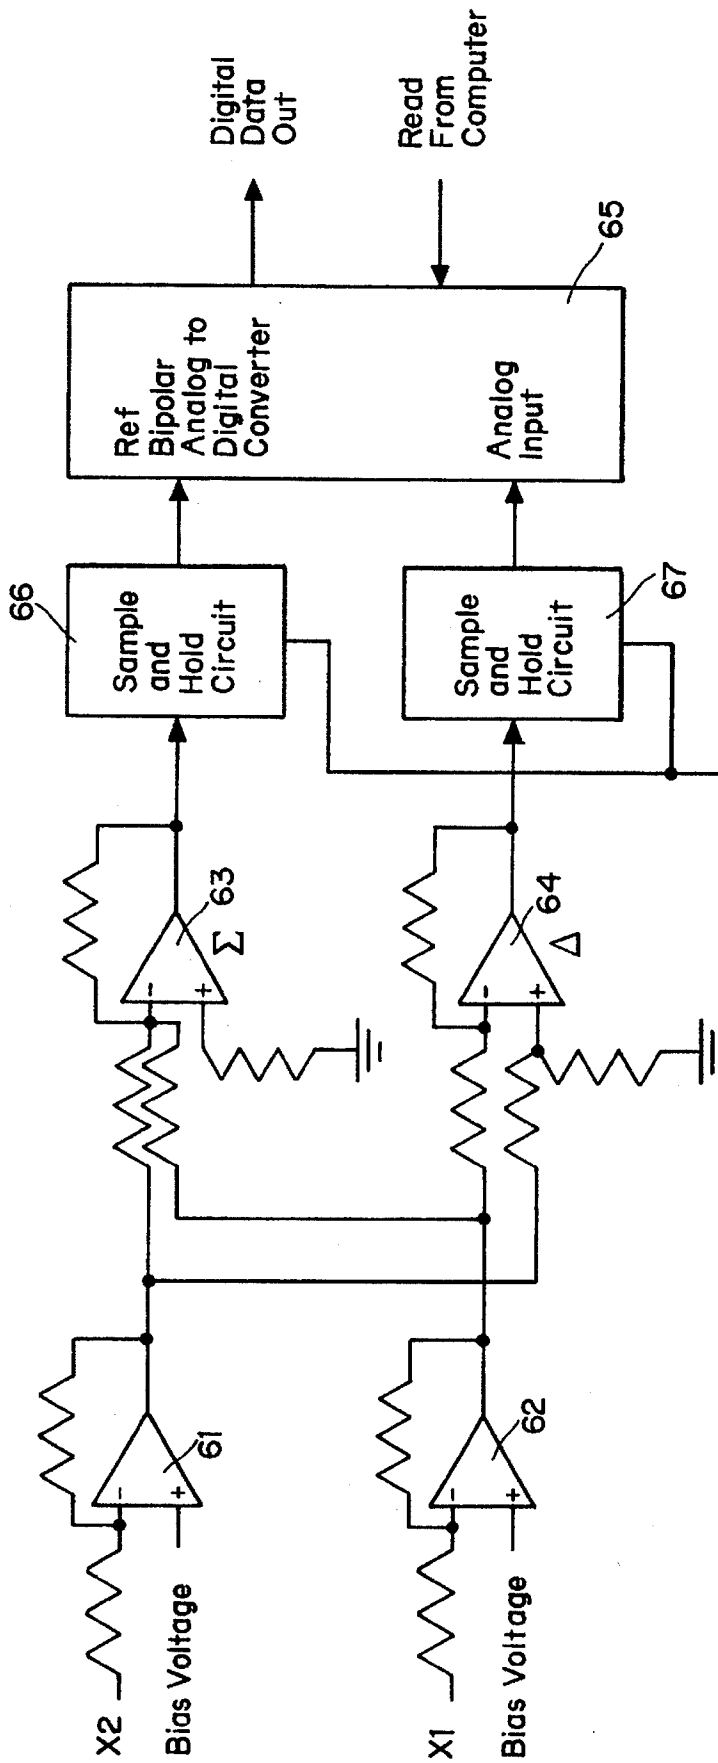 X2
Bias Voltage
-
+
61
X1
Bias Voltage
-
+
62
-
+
63
Σ
-
+
64
Δ
66
Sample
and
Hold
Circuit
Sample
and
Hold
Circuit
67
Ref
Bipolar
Analog to
Digital
Converter
Analog
Input
65
Digital
Data
Out
Read
From
Computer